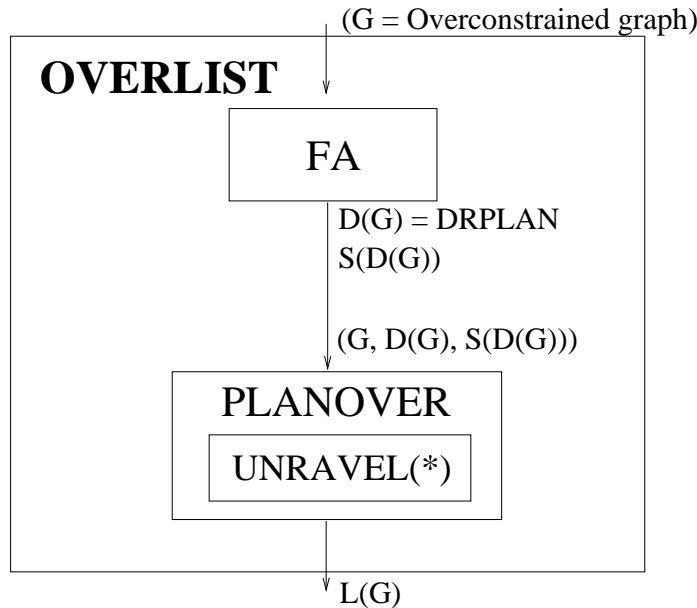 (G = Overconstrained graph)
OVERLIST
FA
D(G) = DRPLAN
S(D(G))
(G, D(G), S(D(G)))
PLANOVER
UNRAVEL(*)
L(G)